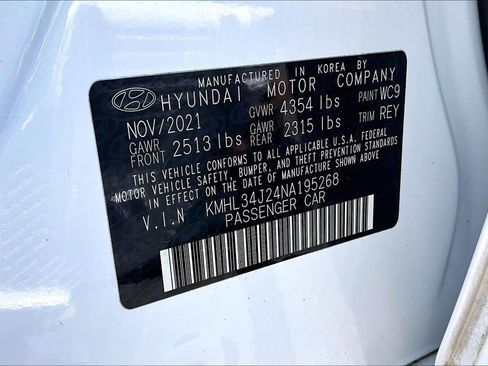 MANUFACTURED IN KOREA BY
HYUNDAI MOTOR COMPANY
NOV/2021 GVWR 4354 lbs PAINT WC9
GAWR FRONT 2513 lbs GAWR REAR 2315 lbs TRIM REY
THIS VEHICLE CONFORMS TO ALL APPLICABLE U.S.A. FEDERAL
MOTOR VEHICLE SAFETY, BUMPER, AND THEFT PREVENTION STANDARDS
IN EFFECT ON THE DATE OF MANUFACTURE SHOWN ABOVE.
V.I.N KMHL34J24NA195268
PASSENGER CAR